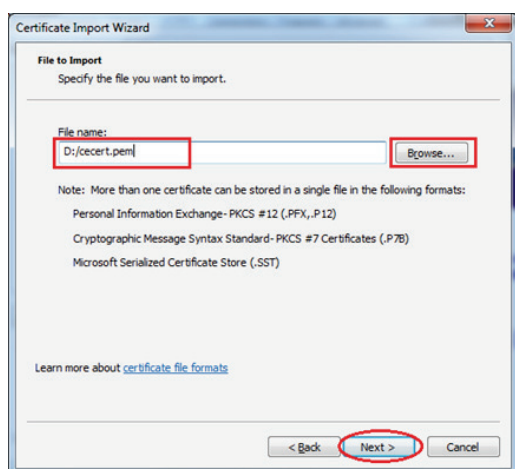 Certificate Import Wizard
File to Import
Specify the file you want to import.
File name:
D:/cecert.pem
Browse...
Note: More than one certificate can be stored in a single file in the following formats:
Personal Information Exchange- PKCS #12 (.PFX,.P12)
Cryptographic Message Syntax Standard- PKCS #7 Certificates (.P7B)
Microsoft Serialized Certificate Store (.SST)
Learn more about certificate file formats
< Back Next > Cancel